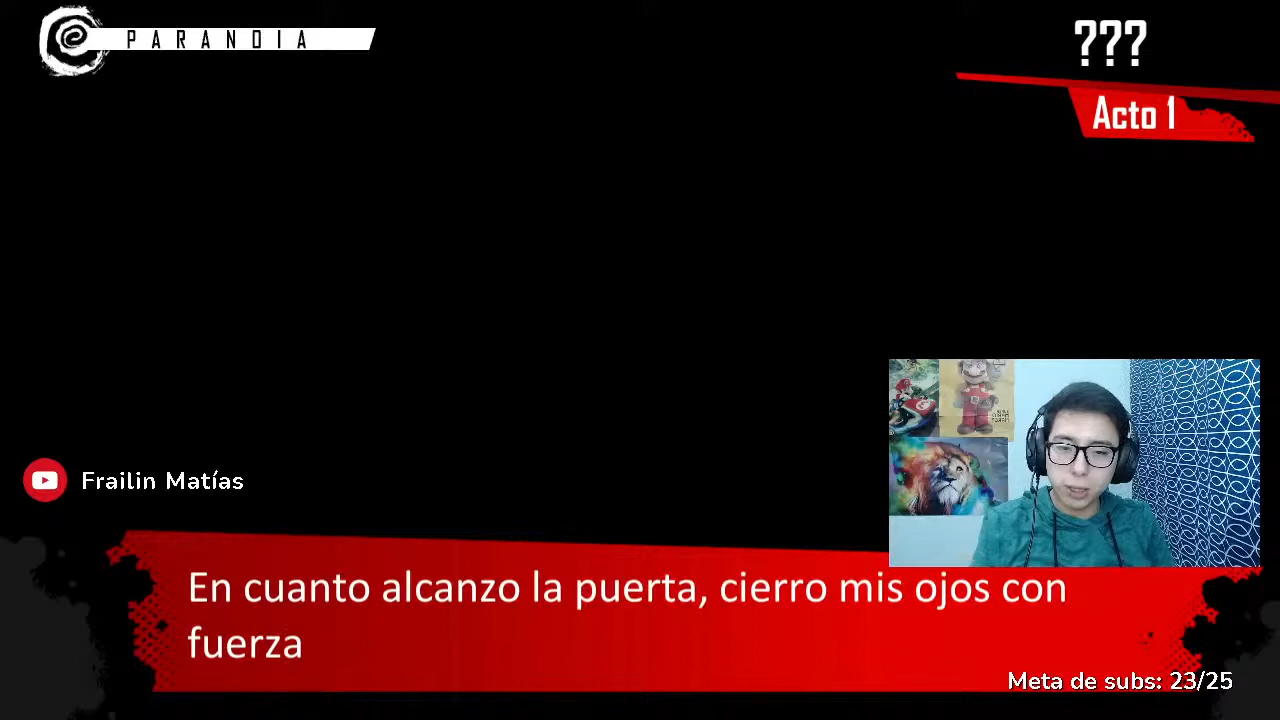 PARANOIA
???
Acto 1
Frailin Matías
En cuanto alcanzo la puerta, cierro mis ojos con
fuerza
Meta de subs: 23/25